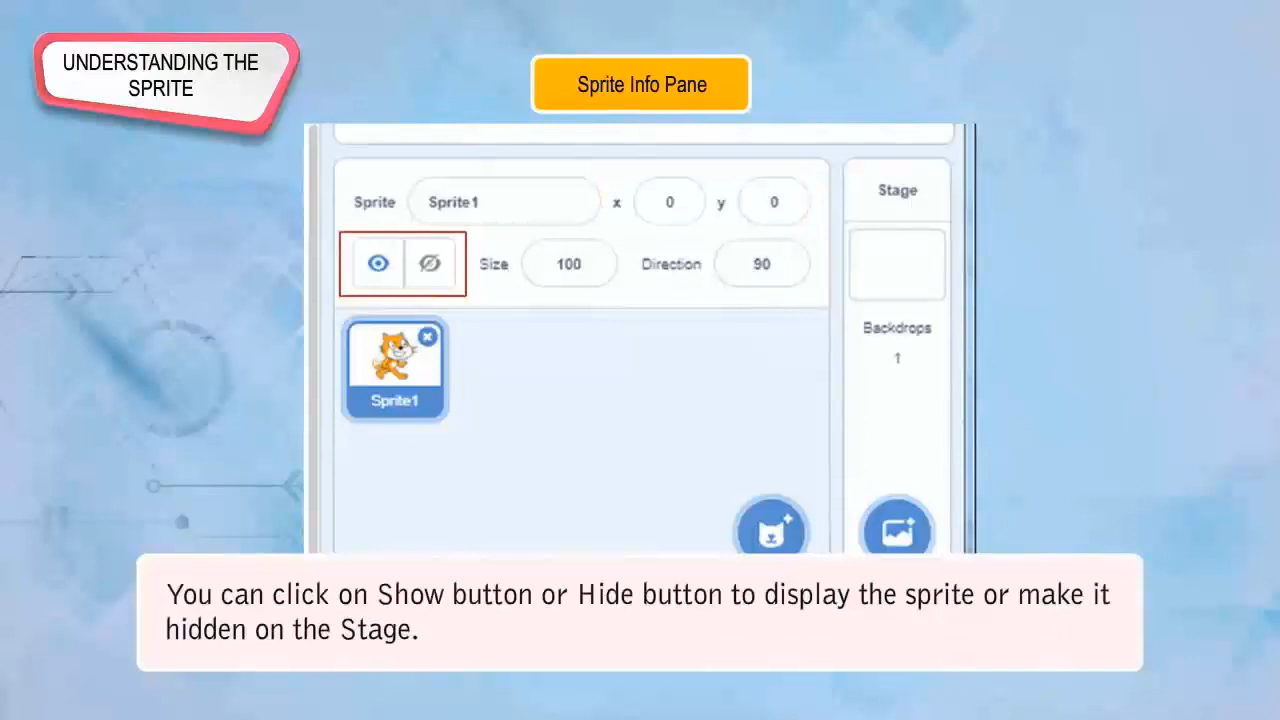 UNDERSTANDING THE
SPRITE
Sprite Info Pane
Sprite Sprite1 x 0 y 0
Stage
Size 100 Direction 90
Backdrops
1
Sprite1
You can click on Show button or Hide button to display the sprite or make it
hidden on the Stage.